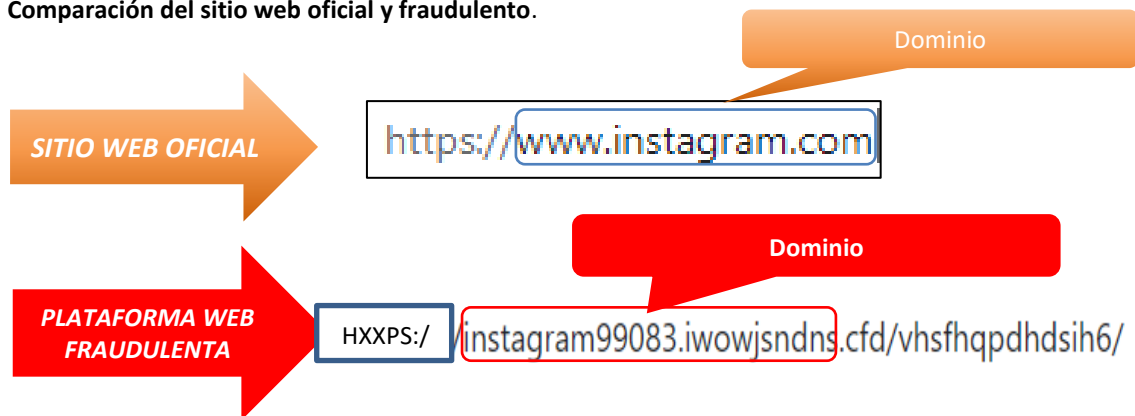 Comparación del sitio web oficial y fraudulento.
Dominio
SITIO WEB OFICIAL
https://www.instagram.com
Dominio
PLATAFORMA WEB
FRAUDULENTA
HXXPS:/ /instagram99083.iwowjsndns.cfd/vhsfhqpdhdsih6/